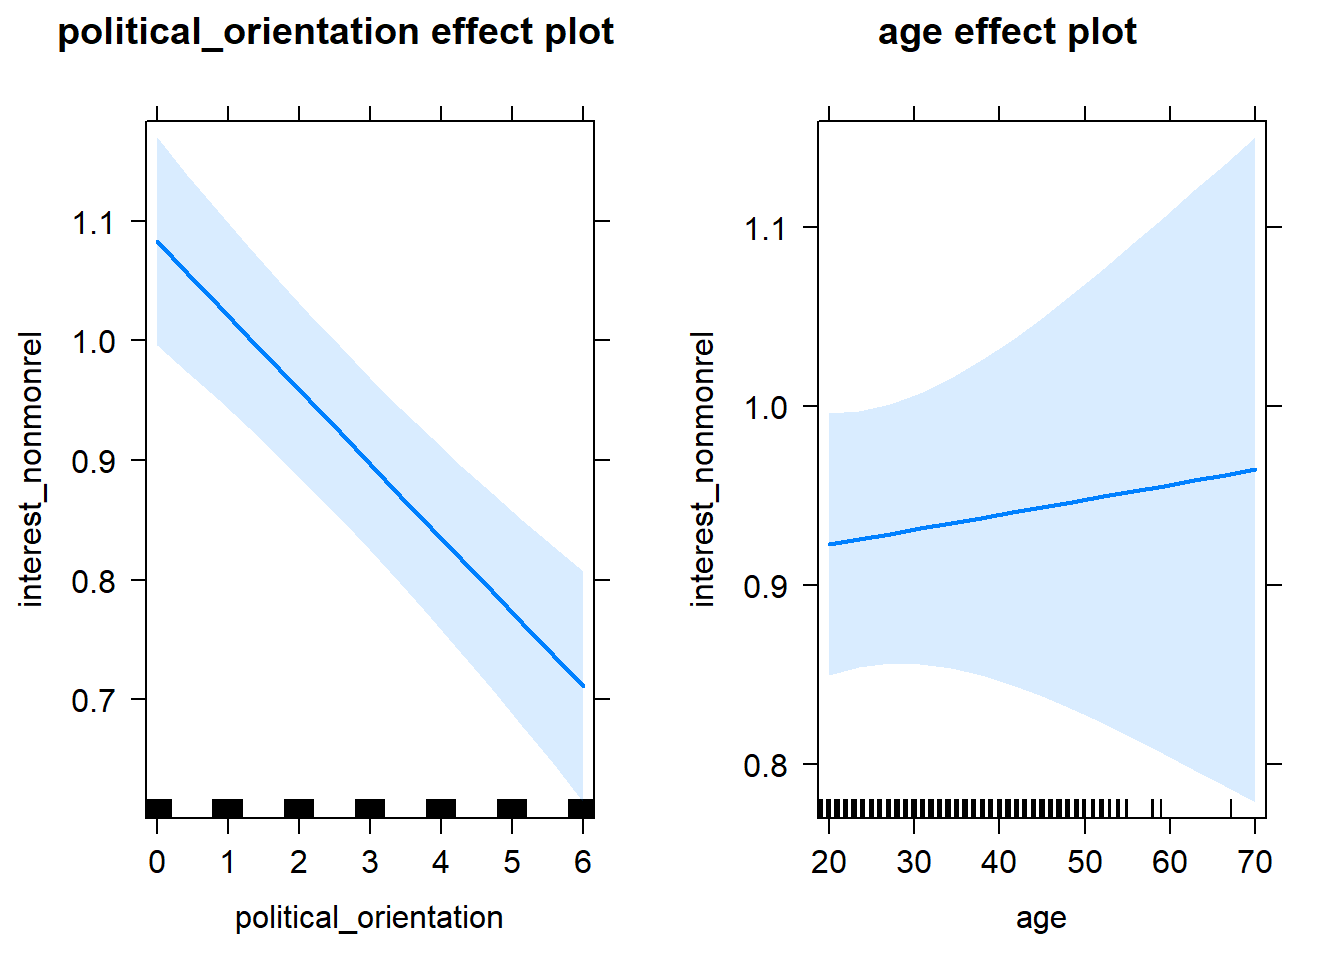 political_orientation effect plot
interest_nonmonrel
1.1
1.0
0.9
0.8
0.7
0 1 2 3 4 5 6
political_orientation
age effect plot
interest_nonmonrel
1.1
1.0
0.9
0.8
20 30 40 50 60 70
age